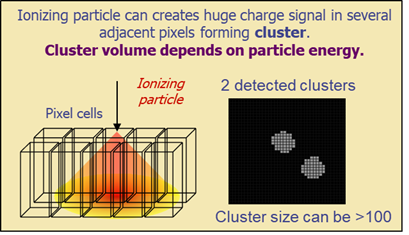 Ionizing particle can creates huge charge signal in several
adjacent pixels forming cluster.
Cluster volume depends on particle energy.
Ionizing
particle
Pixel cells
2 detected clusters
Cluster size can be >100